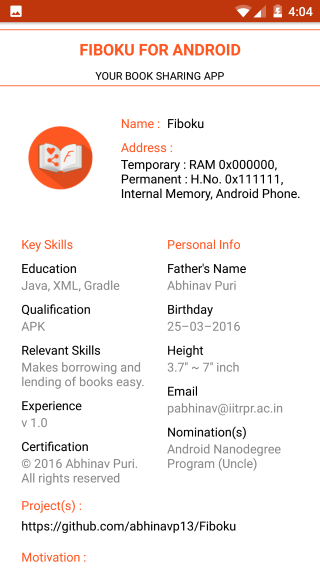 4:04
FIBOKU FOR ANDROID
YOUR BOOK SHARING APP
Name : Fiboku
Address :
Temporary : RAM 0x000000,
Permanent : H.No. 0x111111,
Internal Memory, Android Phone.
Key Skills
Education
Java, XML, Gradle
Qualification
APK
Relevant Skills
Makes borrowing and
lending of books easy.
Experience
v 1.0
Certification
© 2016 Abhinav Puri.
All rights reserved
Personal Info
Father's Name
Abhinav Puri
Birthday
25–03–2016
Height
3.7" ~ 7" inch
Email
pabhinav@iitrpr.ac.in
Nomination(s)
Android Nanodegree
Program (Uncle)
Project(s) :
https://github.com/abhinavp13/Fiboku
Motivation :